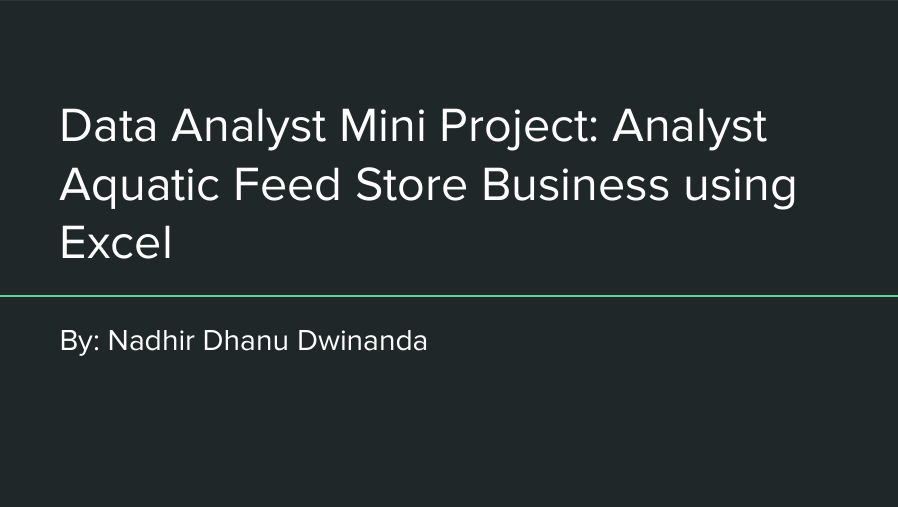 Data Analyst Mini Project: Analyst
Aquatic Feed Store Business using
Excel
By: Nadhir Dhanu Dwinanda